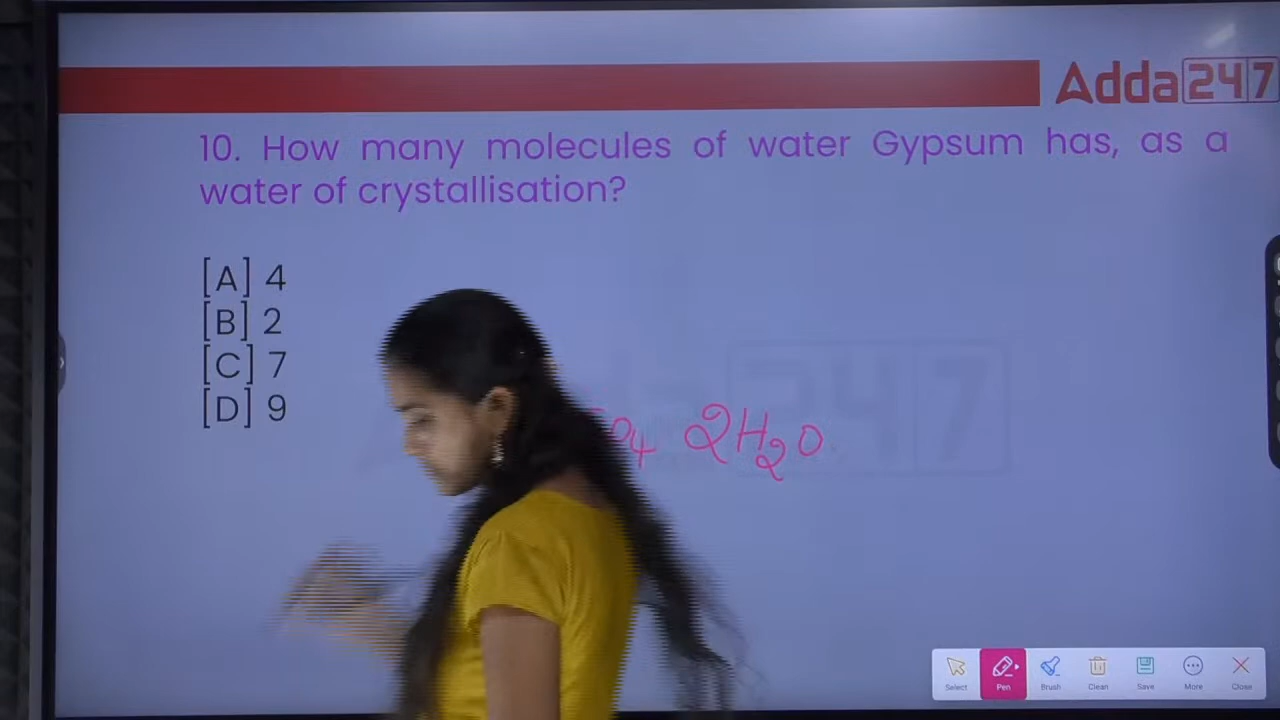 Adda247
10. How many molecules of water Gypsum has, as a
water of crystallisation?
[A] 4
[B] 2
[C] 7
[D] 9
O4 2H2O
Select Pen Brush Clean Save More Close